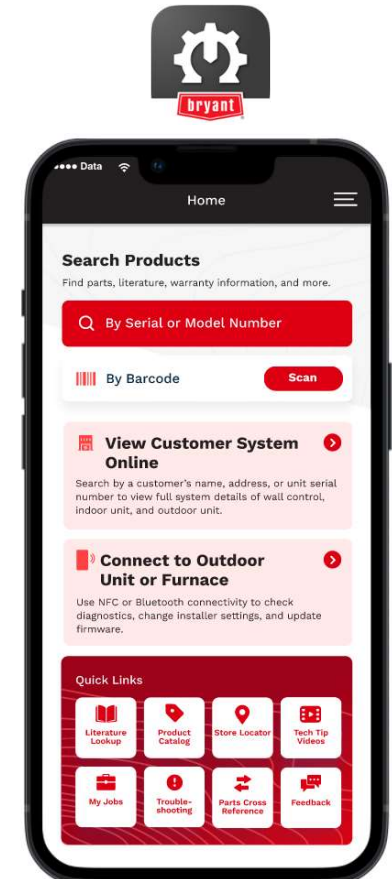 bryant
Data
Home
Search Products
Find parts, literature, warranty information, and more.
By Serial or Model Number
By Barcode
Scan
View Customer System
Online
Search by a customer's name, address, or unit serial
number to view full system details of wall control,
indoor unit, and outdoor unit.
Connect to Outdoor
Unit or Furnace
Use NFC or Bluetooth connectivity to check
diagnostics, change installer settings, and update
firmware.
Quick Links
Literature
Lookup
Product
Catalog
Store Locator
Tech Tip
Videos
My Jobs
Trouble-
shooting
Parts Cross
Reference
Feedback